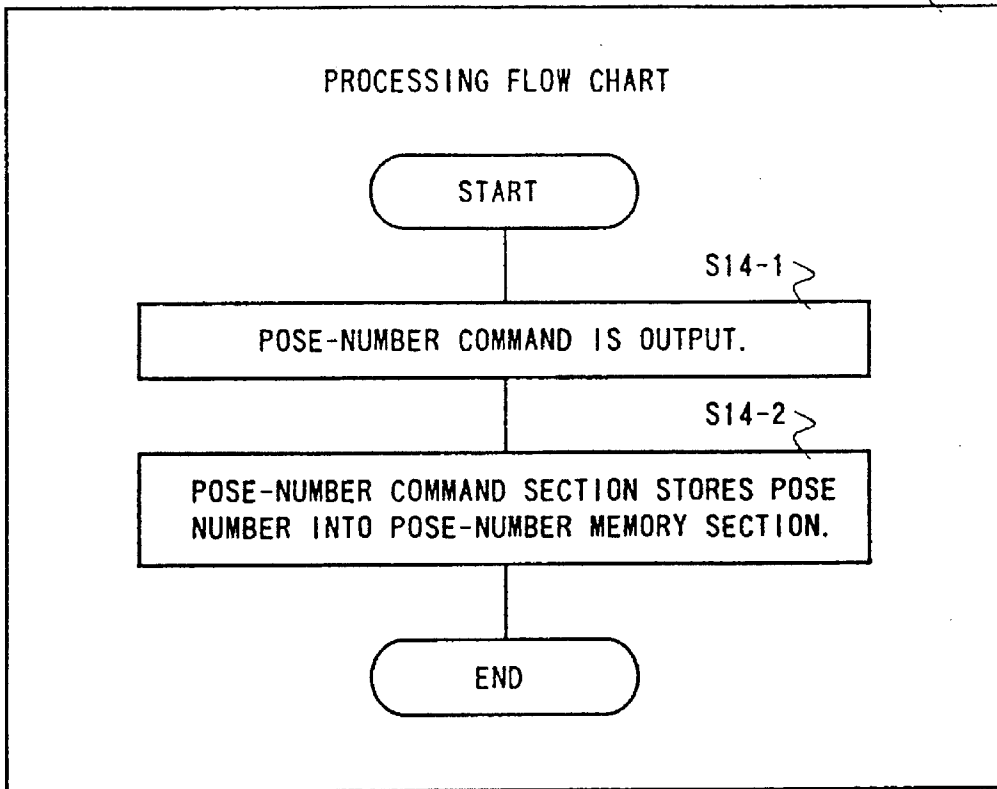 PROCESSING FLOW CHART
START
S14-1
POSE-NUMBER COMMAND IS OUTPUT.
S14-2
POSE-NUMBER COMMAND SECTION STORES POSE
NUMBER INTO POSE-NUMBER MEMORY SECTION.
END